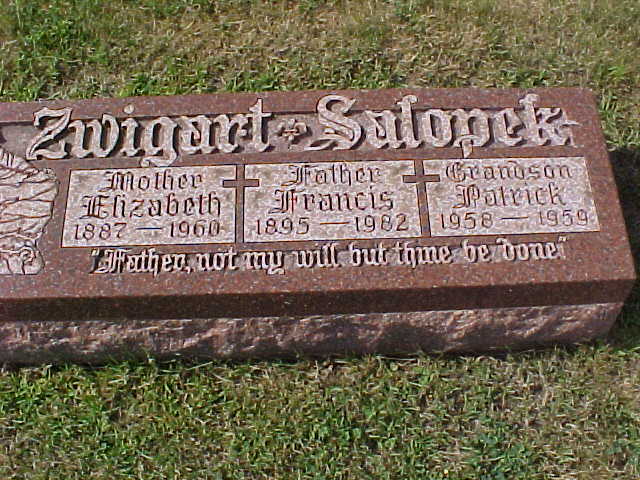 Zwigart Salopek
Mother Father Grandson
Elizabeth Francis Patrick
1887 — 1960 1895 — 1982 1958 — 1959
"Father, not my will but thine be done"